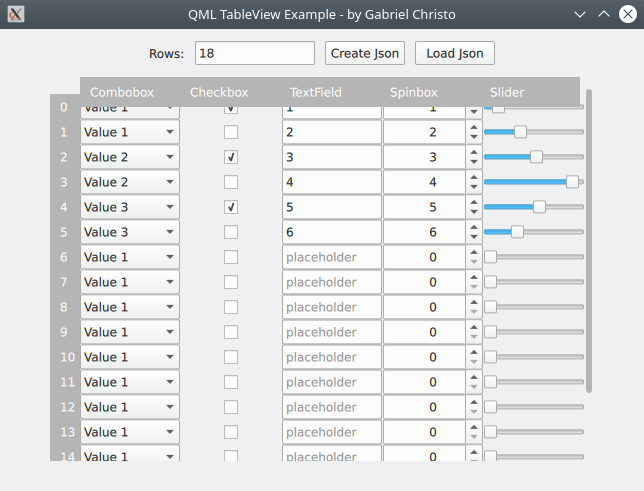 QML TableView Example - by Gabriel Christo
Rows: 18 Create Json Load Json
Combobox Checkbox TextField Spinbox Slider
0 Value 1 1 1
1 Value 1 2 2
2 Value 2 3 3
3 Value 2 4 4
4 Value 3 5 5
5 Value 3 6 6
6 Value 1 placeholder 0
7 Value 1 placeholder 0
8 Value 1 placeholder 0
9 Value 1 placeholder 0
10 Value 1 placeholder 0
11 Value 1 placeholder 0
12 Value 1 placeholder 0
13 Value 1 placeholder 0
14 Value 1 placeholder 0